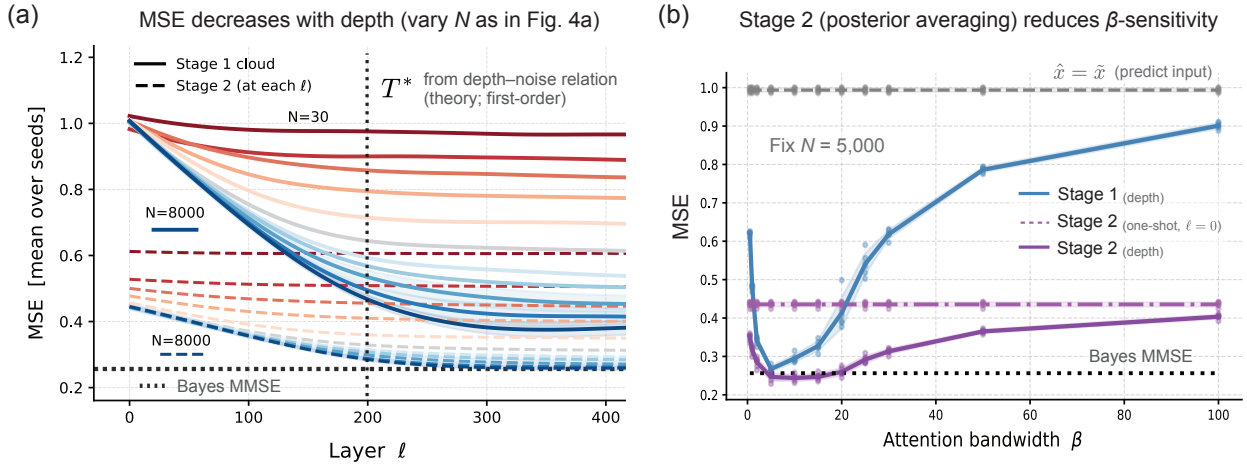 (a)
MSE decreases with depth (vary N as in Fig. 4a)
MSE [mean over seeds]
1.2
1.0
0.8
0.6
0.4
0.2
Stage 1 cloud
Stage 2 (at each ℓ)
N=30
T* from depth–noise relation
(theory; first-order)
N=8000
N=8000
Bayes MMSE
0 100 200 300 400
Layer ℓ
(b)
Stage 2 (posterior averaging) reduces β-sensitivity
MSE
1.0
0.9
0.8
0.7
0.6
0.5
0.4
0.3
0.2
x̂ = x̃ (predict input)
Fix N = 5,000
Stage 1 (depth)
Stage 2 (one-shot, ℓ = 0)
Stage 2 (depth)
Bayes MMSE
0 20 40 60 80 100
Attention bandwidth β